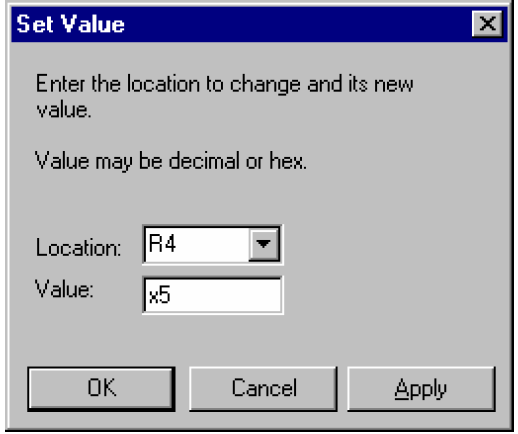 Set Value
Enter the location to change and its new
value.
Value may be decimal or hex.
Location: R4
Value: x5
OK Cancel Apply